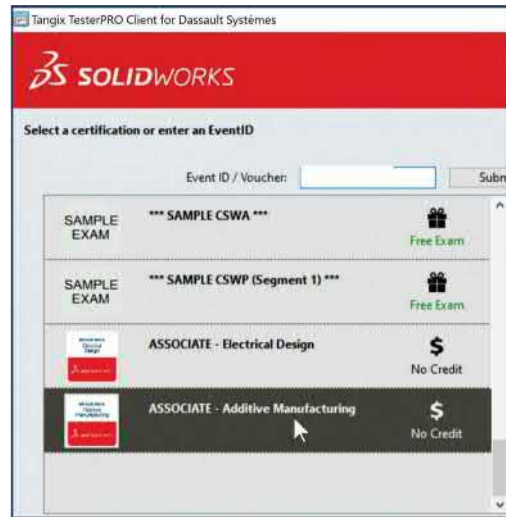 Tangix TesterPRO Client for Dassault Systèmes
3S SOLIDWORKS
Select a certification or enter an EventID
Event ID / Voucher:
Subm
SAMPLE EXAM
*** SAMPLE CSWA ***
Free Exam
SAMPLE EXAM
*** SAMPLE CSWP (Segment 1) ***
Free Exam
ASSOCIATE - Electrical Design
$
No Credit
ASSOCIATE - Additive Manufacturing
$
No Credit